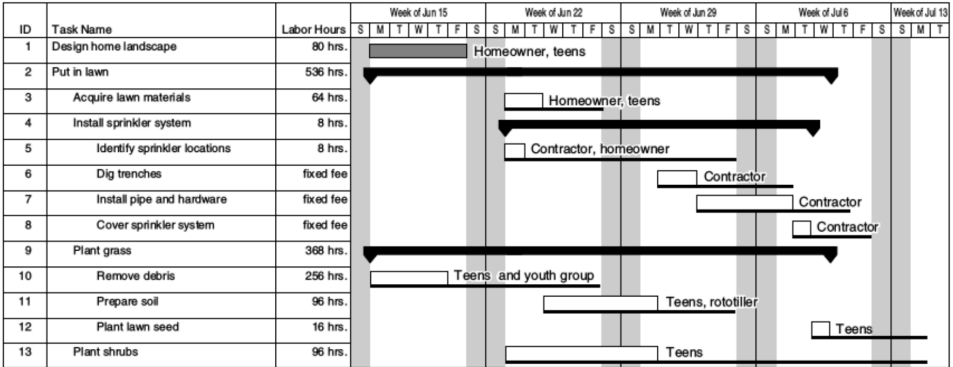 Week of Jun 15 Week of Jun 22 Week of Jun 29 Week of Jul 6 Week of Jul 13
ID Task Name Labor Hours S M T W T F S S M T W T F S S M T W T F S S M T W T F S S M T
1 Design home landscape 80 hrs. Homeowner, teens
2 Put in lawn 536 hrs.
3 Acquire lawn materials 64 hrs. Homeowner, teens
4 Install sprinkler system 8 hrs.
5 Identify sprinkler locations 8 hrs. Contractor, homeowner
6 Dig trenches fixed fee Contractor
7 Install pipe and hardware fixed fee Contractor
8 Cover sprinkler system fixed fee Contractor
9 Plant grass 368 hrs.
10 Remove debris 256 hrs. Teens and youth group
11 Prepare soil 96 hrs. Teens, rototiller
12 Plant lawn seed 16 hrs. Teens
13 Plant shrubs 96 hrs. Teens